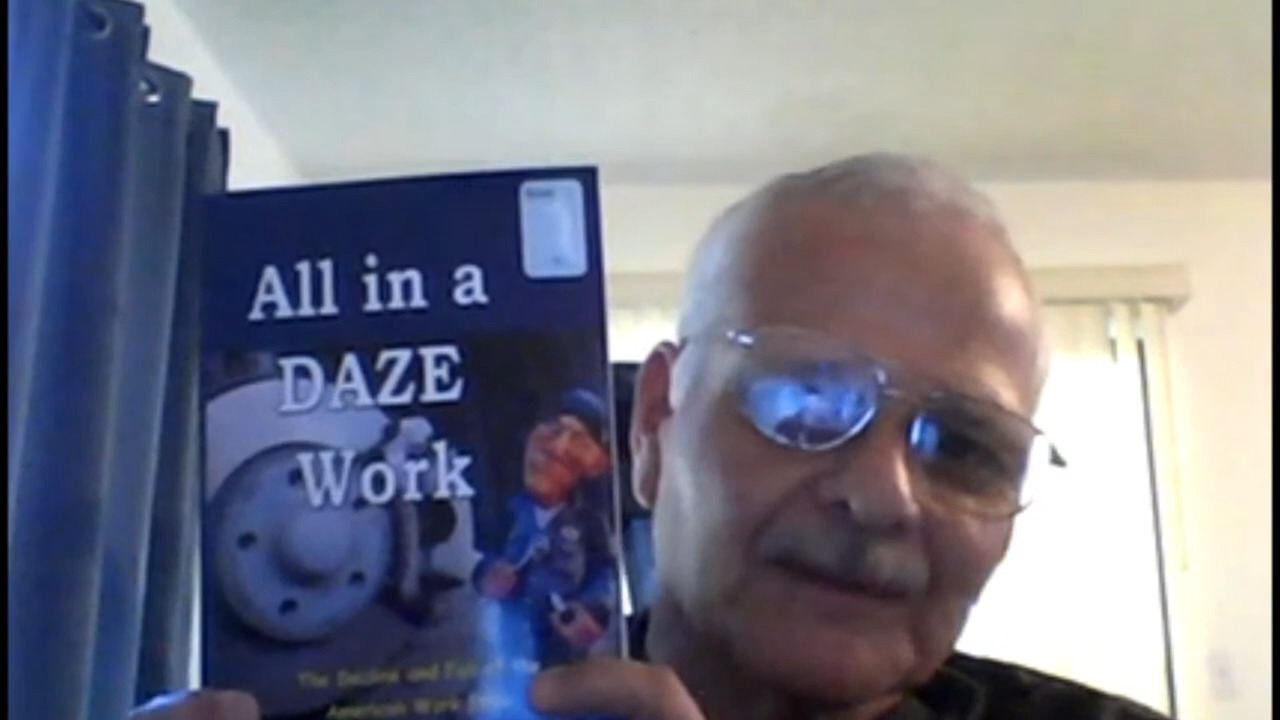 All in a
DAZE
Work
The Decline and Fall of the
American Work